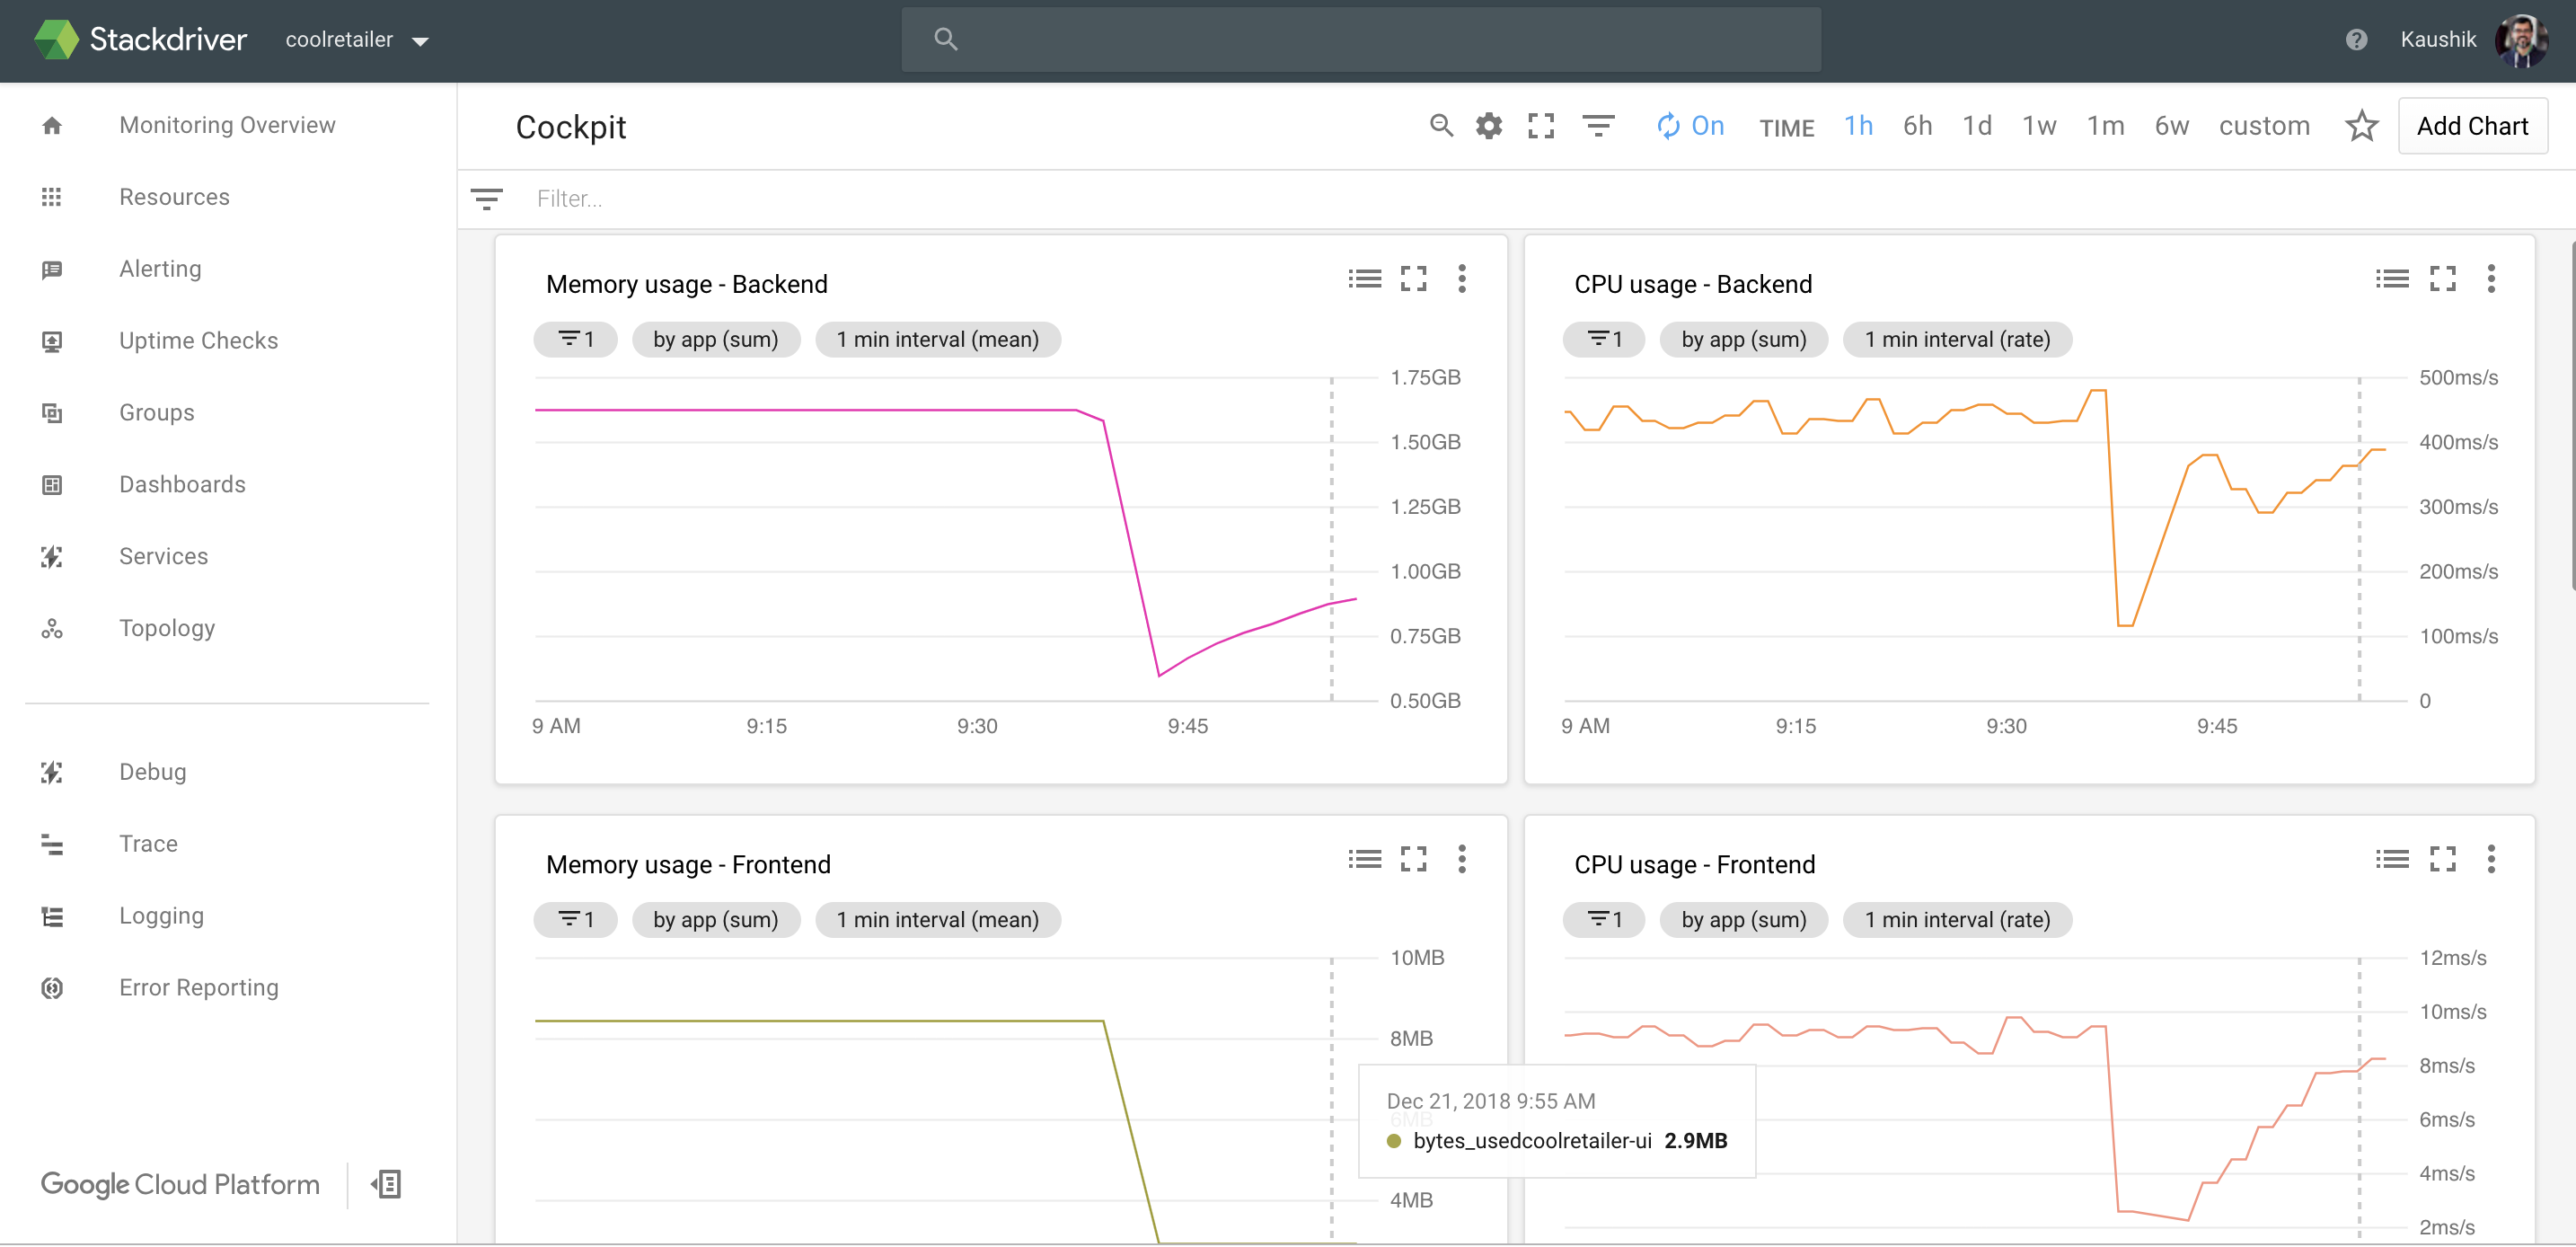 Stackdriver coolretailer Kaushik
Monitoring Overview
Resources
Alerting
Uptime Checks
Groups
Dashboards
Services
Topology
Debug
Trace
Logging
Error Reporting
Google Cloud Platform
Cockpit On TIME 1h 6h 1d 1w 1m 6w custom Add Chart
Filter...
Memory usage - Backend
1 by app (sum) 1 min interval (mean)
1.75GB
1.50GB
1.25GB
1.00GB
0.75GB
0.50GB
9 AM 9:15 9:30 9:45
CPU usage - Backend
1 by app (sum) 1 min interval (rate)
500ms/s
400ms/s
300ms/s
200ms/s
100ms/s
0
9 AM 9:15 9:30 9:45
Memory usage - Frontend
1 by app (sum) 1 min interval (mean)
10MB
8MB
6MB
4MB
Dec 21, 2018 9:55 AM
bytes_usedcoolretailer-ui 2.9MB
CPU usage - Frontend
1 by app (sum) 1 min interval (rate)
12ms/s
10ms/s
8ms/s
6ms/s
4ms/s
2ms/s